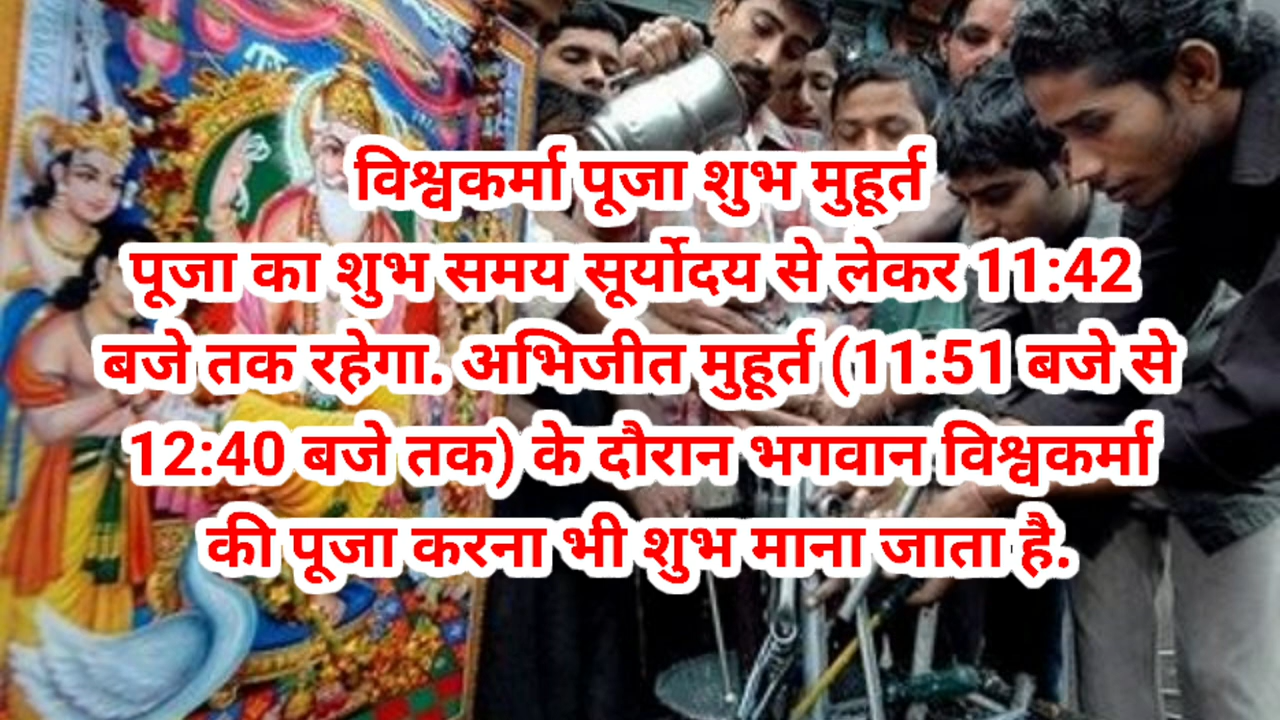 विश्वकर्मा पूजा शुभ मुहूर्त
पूजा का शुभ समय सूर्योदय से लेकर 11:42
बजे तक रहेगा. अभिजीत मुहूर्त (11:51 बजे से
12:40 बजे तक) के दौरान भगवान विश्वकर्मा
की पूजा करना भी शुभ माना जाता है.